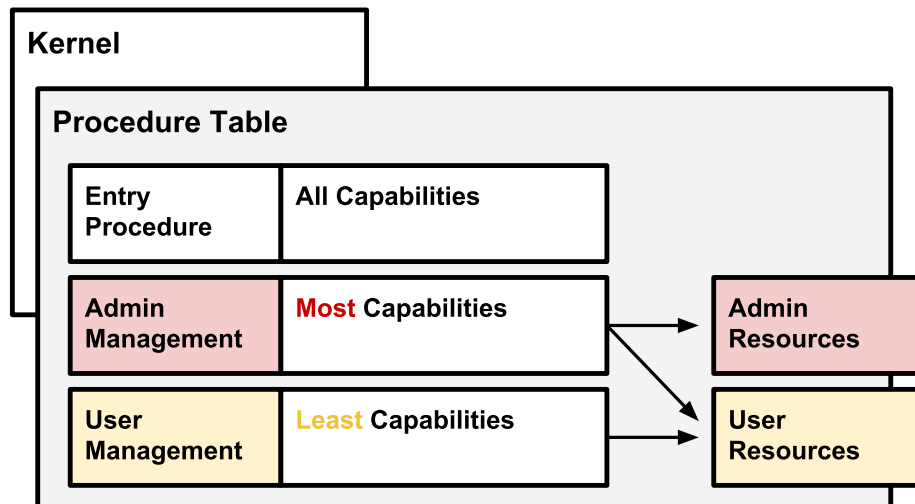 Kernel
Procedure Table
Entry
Procedure
All Capabilities
Admin
Management
Most Capabilities
Admin
Resources
User
Management
Least Capabilities
User
Resources